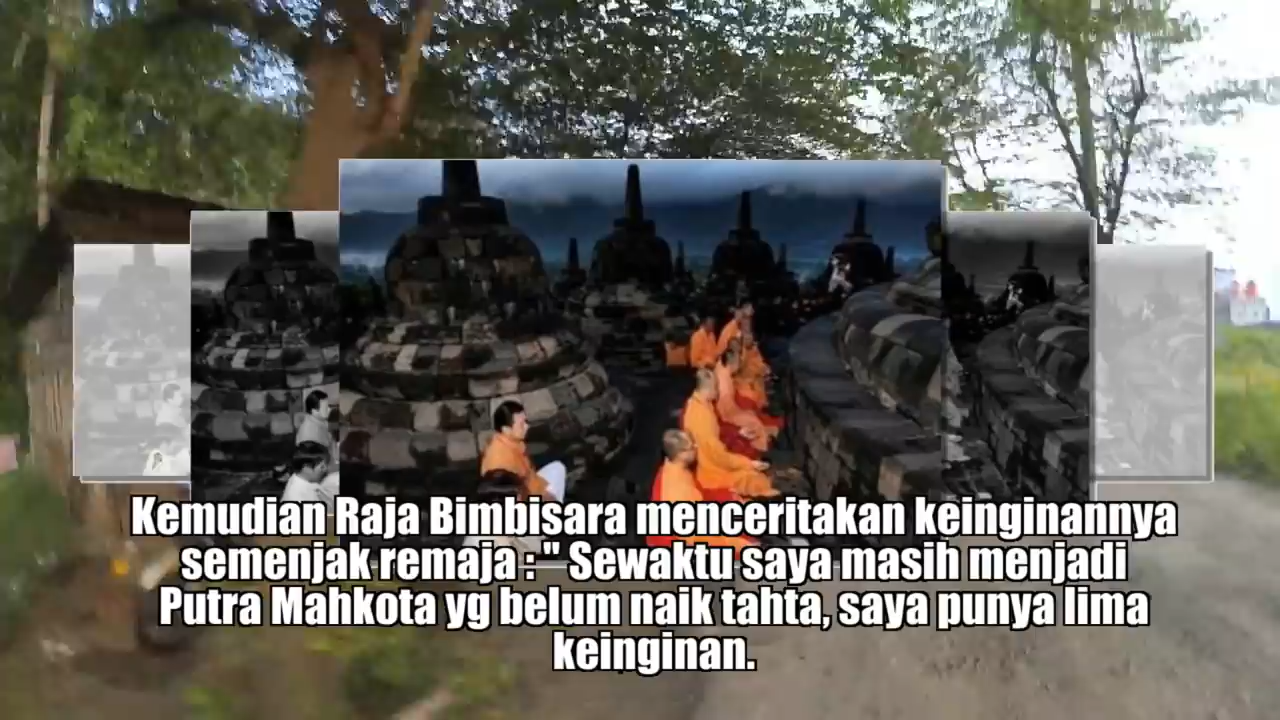 Kemudian Raja Bimbisara menceritakan keinginannya
semenjak remaja : " Sewaktu saya masih menjadi
Putra Mahkota yg belum naik tahta, saya punya lima
keinginan.